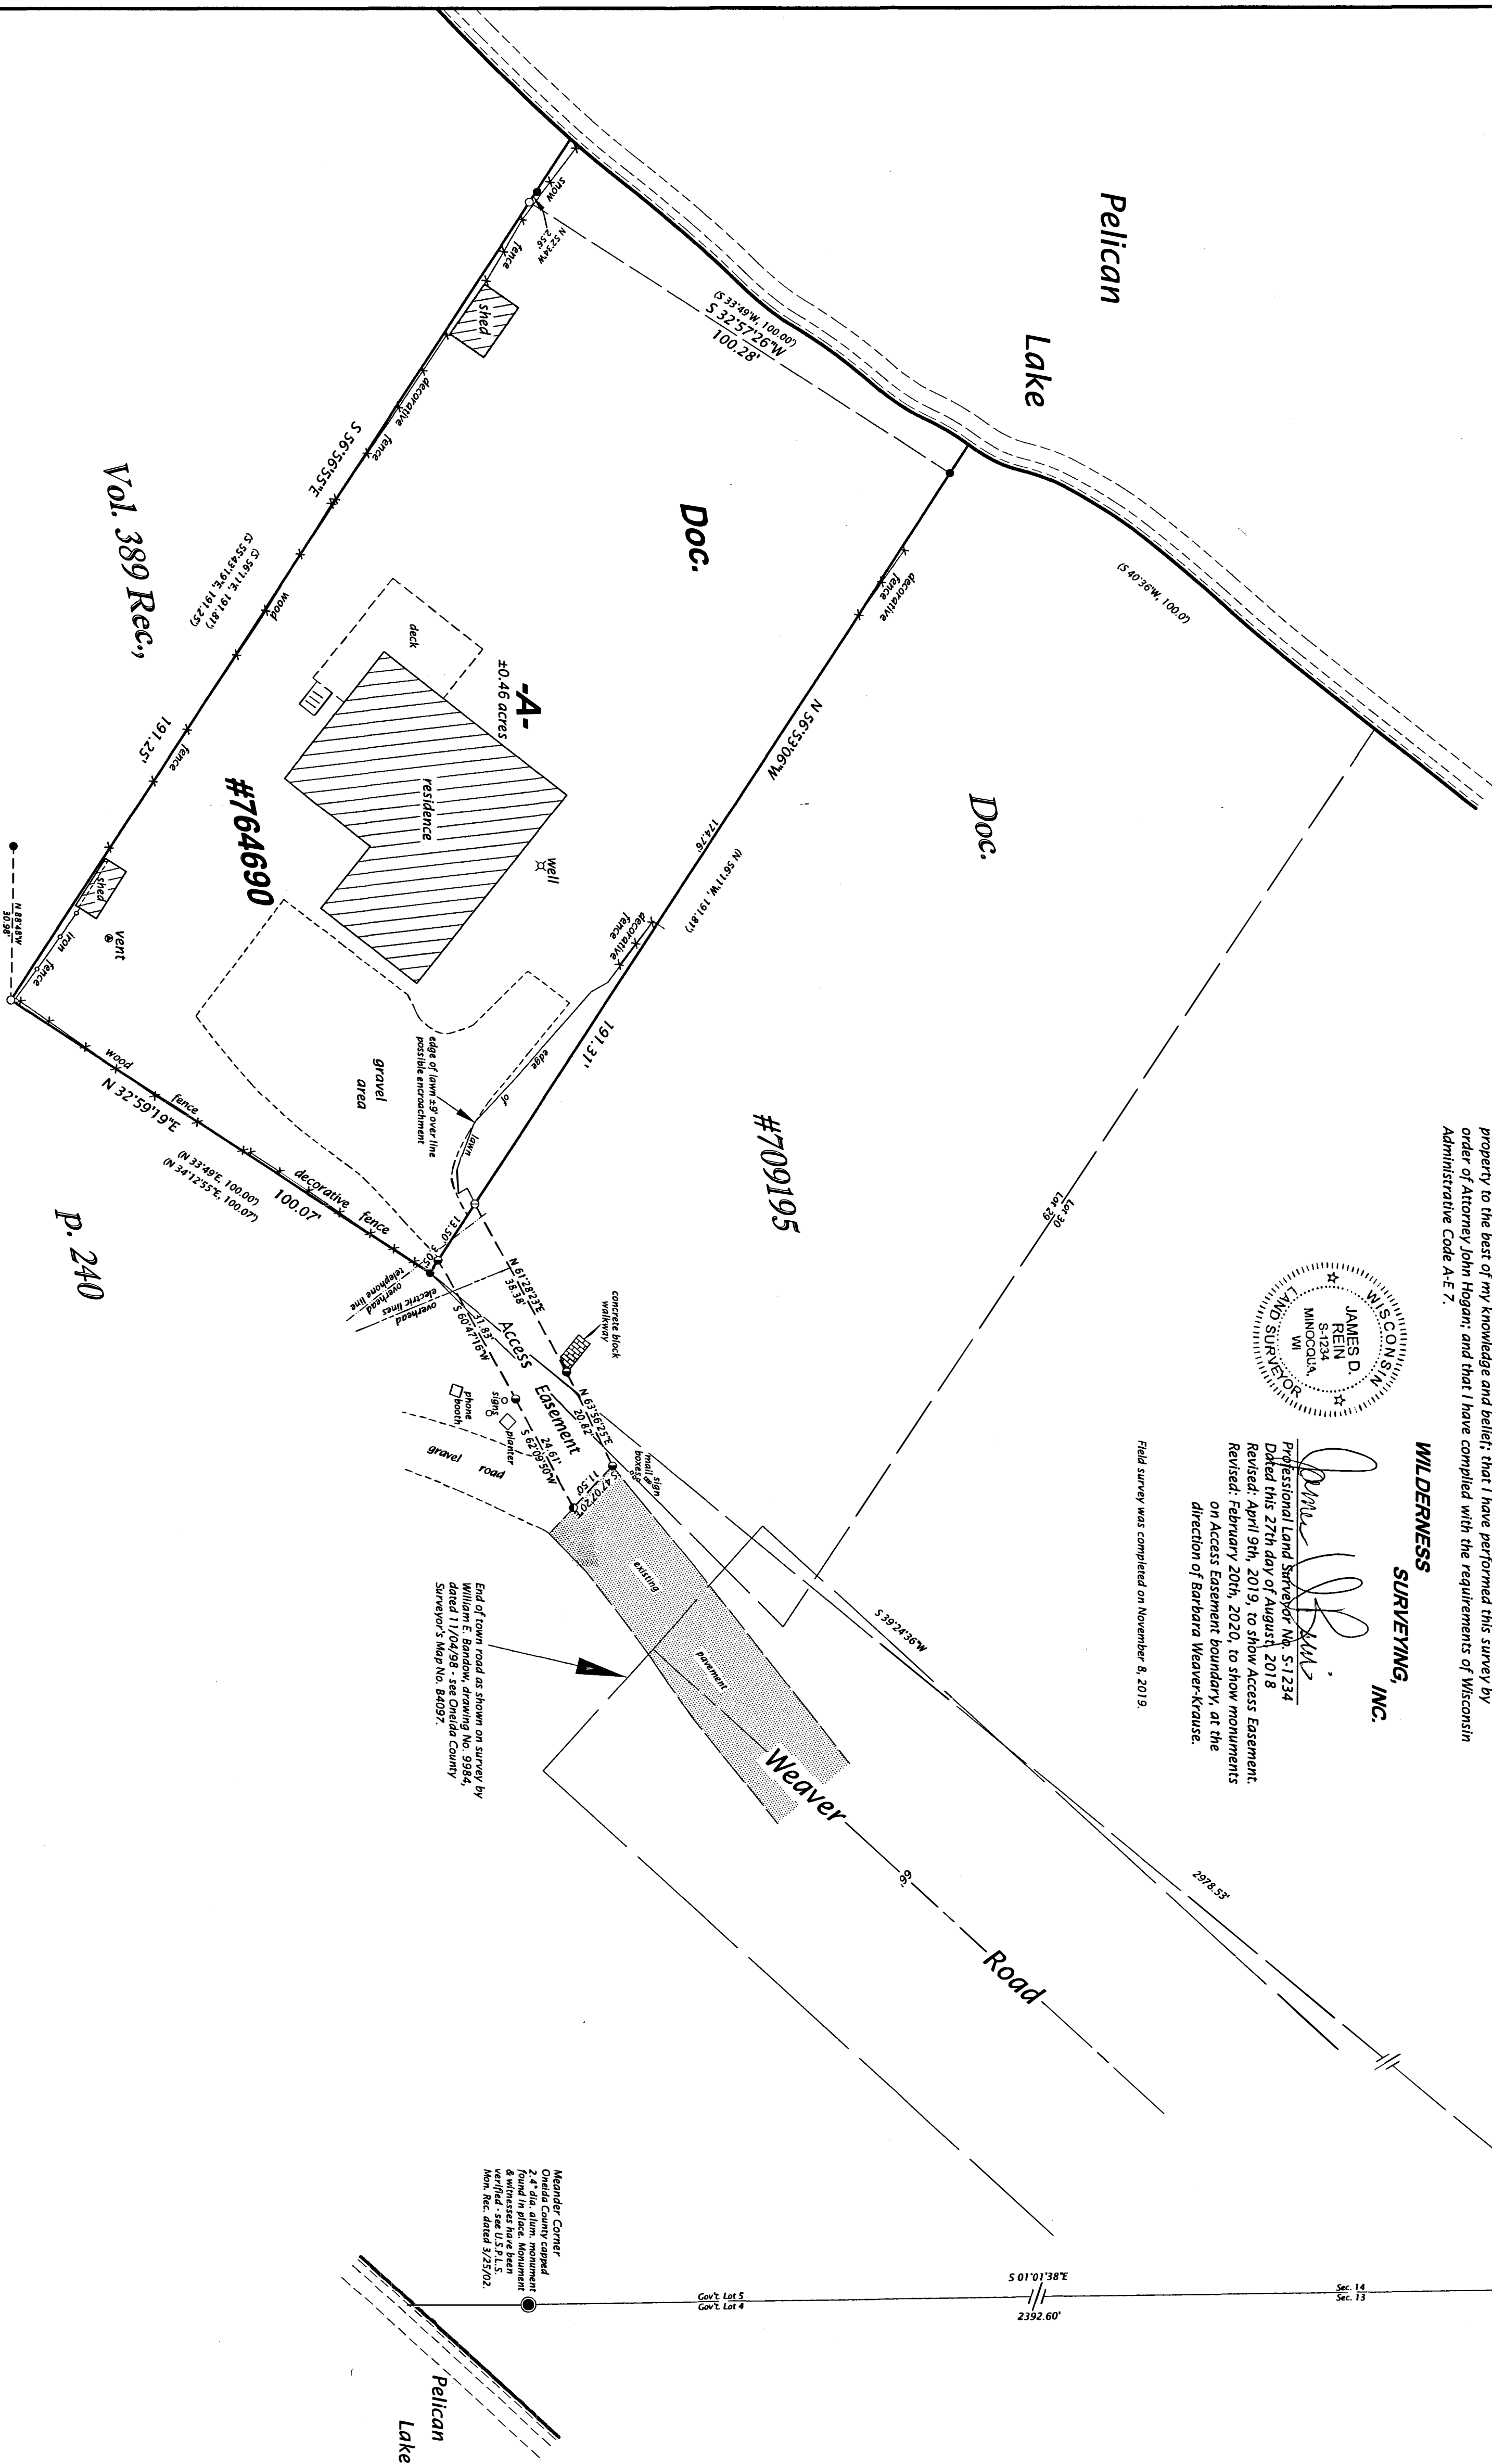 property to the best of my knowledge and belief; that I have performed this survey by
order of Attorney John Hogan; and that I have complied with the requirements of Wisconsin
Administrative Code A-E 7.
WILDERNESS
SURVEYING,
INC.
WISCONSIN
JAMES D.
REIN
S-1234
MINOCQUA,
WI
LAND SURVEYOR
Professional Land Surveyor No. S-1234
Dated this 27th day of August, 2018
Revised: April 9th, 2019, to show Access Easement.
Revised: February 20th, 2020, to show monuments
on Access Easement boundary, at the
direction of Barbara Weaver-Krause.
Field survey was completed on November 8, 2019.
Pelican
Lake
(S 40°36'W, 100.0')
(S 33°49'W, 100.00')
S 32°57'26"W
100.28'
snow
fence
N 52°34'W
2.56'
shed
decorative
fence
S 56°56'55"E
(S 56°11'E, 191.81')
(S 55°43'19"E, 191.25')
191.25'
wood
fence
Vol. 389 Rec.,
p. 240
Doc.
#764690
-A-
±0.46 acres
deck
residence
well
vent
shed
iron
fence
N 88°48'W
30.98'
decorative
fence
N 56°53'06"W
174.76'
(N 56°11'W, 191.81')
191.31'
decorative
fence
edge
of
lawn
edge of lawn ±9' over line
possible encroachment
gravel
area
wood
fence
N 32°59'19"E
(N 33°49'E, 100.00')
(N 34°12'55"E, 100.07')
100.07'
decorative
fence
13.50'
3.05'
overhead
telephone line
overhead
electric lines
Doc.
#709195
Lot 30
Lot 29
N 61°28'23"E
38.38'
concrete block
walkway
Access
Easement
31.83'
S 60°47'16"W
N 63°56'25"E
20.82'
24.61'
S 62°09'50"W
S 47°07'20"E
11.50'
sign
mail
boxes
signs
planter
phone
booth
gravel
road
existing
pavement
End of town road as shown on survey by
William E. Bandow, drawing No. 9984,
dated 11/04/98 - see Oneida County
Surveyor's Map No. B4097.
Weaver
Road
66'
S 39°24'36"W
2978.53'
Meander Corner
Oneida County capped
2.4" dia. alum. monument
found in place. Monument
& witnesses have been
verified - see U.S.P.L.S.
Mon. Rec. dated 3/25/02.
Gov't. Lot 5
Gov't. Lot 4
S 01°01'38"E
2392.60'
Sec. 14
Sec. 13
Pelican
Lake